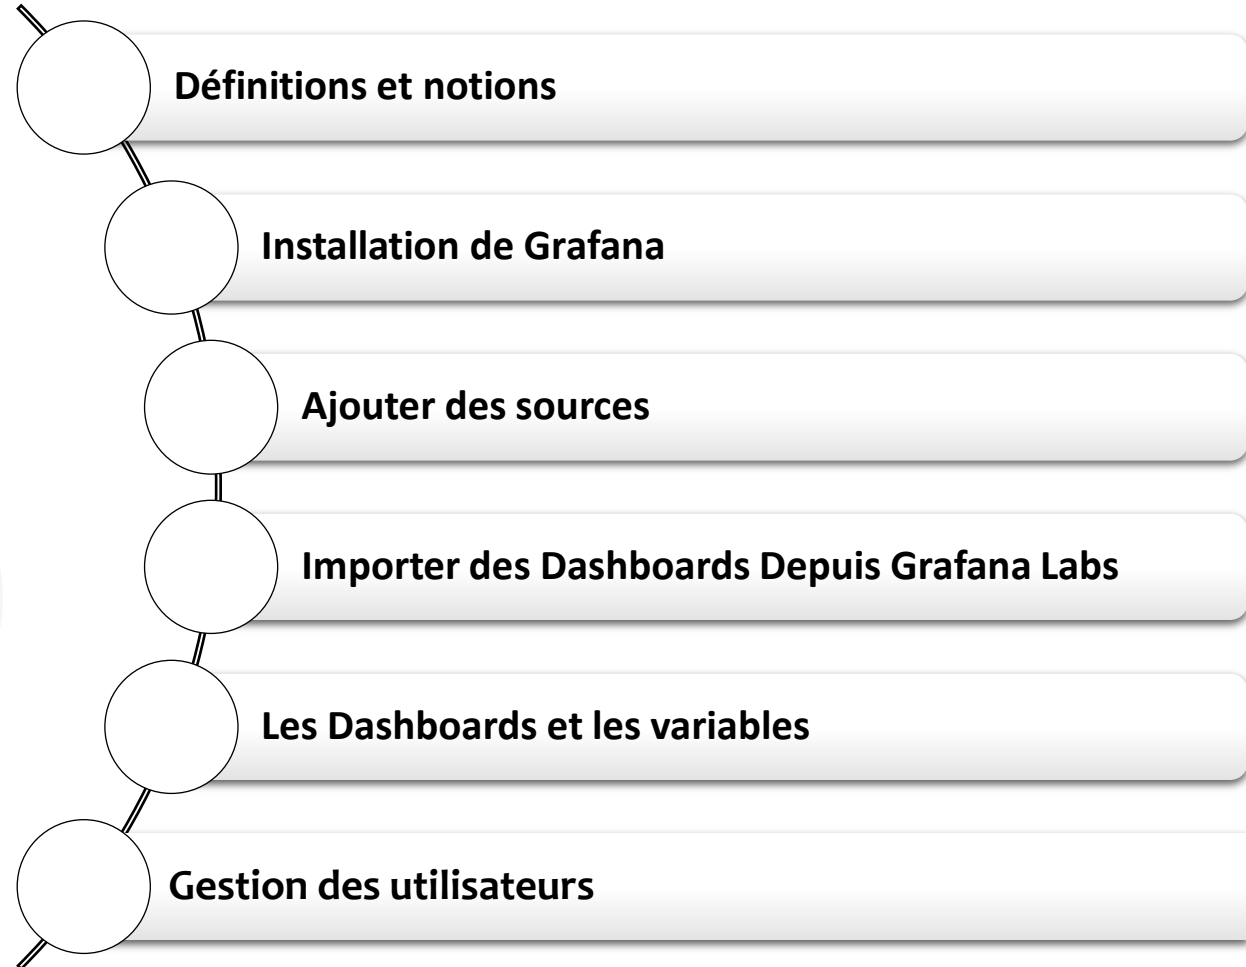 Définitions et notions
Installation de Grafana
Ajouter des sources
Importer des Dashboards Depuis Grafana Labs
Les Dashboards et les variables
Gestion des utilisateurs